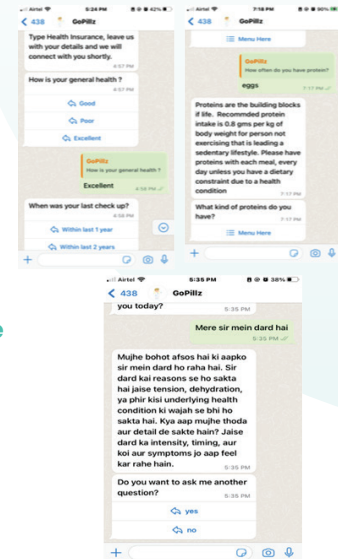 Airtel 5:24 PM 42%
438 GoPillz
Type Health Insurance, leave us
with your details and we will
connect with you shortly.
4:57 PM
How is your general health ?
4:57 PM
Good
Poor
Excellent
GoPillz
How is your general health ?
Excellent
4:58 PM
When was your last check up?
4:58 PM
Within last 1 year
Within last 2 years
Airtel 7:18 PM 90%
438 GoPillz
Menu Here
GoPillz
How often do you have protein?
eggs
7:17 PM
Proteins are the building blocks
if life. Recommded protein
intake is 0.8 gms per kg of
body weight for person not
exercising that is leading a
sedentary lifestyle. Please have
proteins with each meal, every
day unless you have a dietary
constraint due to a health
condition
7:17 PM
What kind of proteins do you
have?
7:17 PM
Menu Here
e
Airtel 5:35 PM 38%
438 GoPillz
you today?
5:35 PM
Mere sir mein dard hai
5:35 PM
Mujhe bohot afsos hai ki aapko
sir mein dard ho raha hai. Sir
dard kai reasons se ho sakta
hai jaise tension, dehydration,
ya phir kisi underlying health
condition ki wajah se bhi ho
sakta hai. Kya aap mujhe thoda
aur detail de sakte hain? Jaise
dard ka intensity, timing, aur
koi aur symptoms jo aap feel
kar rahe hain.
5:35 PM
Do you want to ask me another
question?
5:35 PM
yes
no